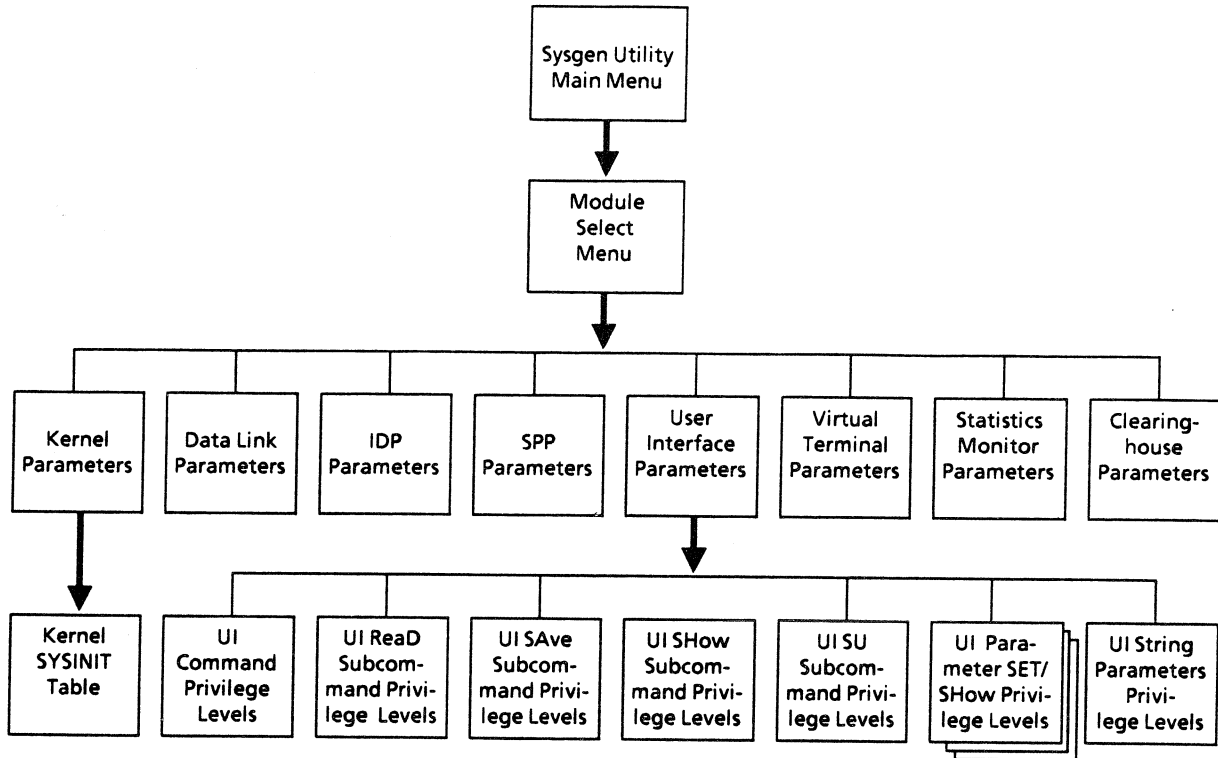 Sysgen Utility
Main Menu
Module
Select
Menu
Kernel
Parameters
Data Link
Parameters
IDP
Parameters
SPP
Parameters
User
Interface
Parameters
Virtual
Terminal
Parameters
Statistics
Monitor
Parameters
Clearing-
house
Parameters
Kernel
SYSINIT
Table
UI
Command
Privilege
Levels
UI ReaD
Subcom-
mand Privi-
lege Levels
UI SAve
Subcom-
mand Privi-
lege Levels
UI SHow
Subcom-
mand Privi-
lege Levels
UI SU
Subcom-
mand Privi-
lege Levels
UI Para-
meter SET/
SHow Privi-
lege Levels
UI String
Parameters
Privi-
lege Levels